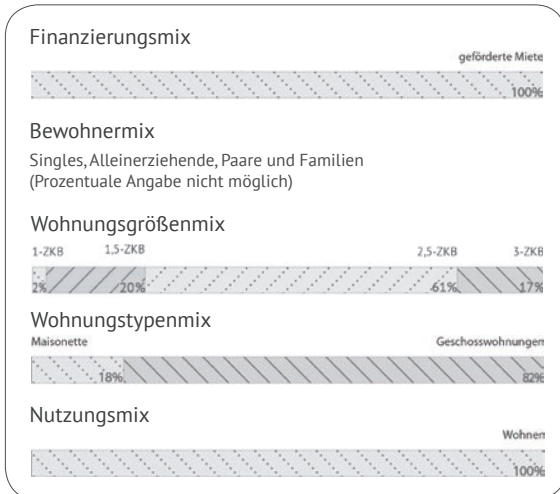 Finanzierungsmix
geförderte Miete
100%
Bewohnermix
Singles, Alleinerziehende, Paare und Familien
(Prozentuale Angabe nicht möglich)
Wohnungsgrößenmix
1-ZKB 1,5-ZKB 2,5-ZKB 3-ZKB
2% 20% 61% 17%
Wohnungstypenmix
Maisonette Geschosswohnungen
18% 82%
Nutzungsmix
Wohnen
100%